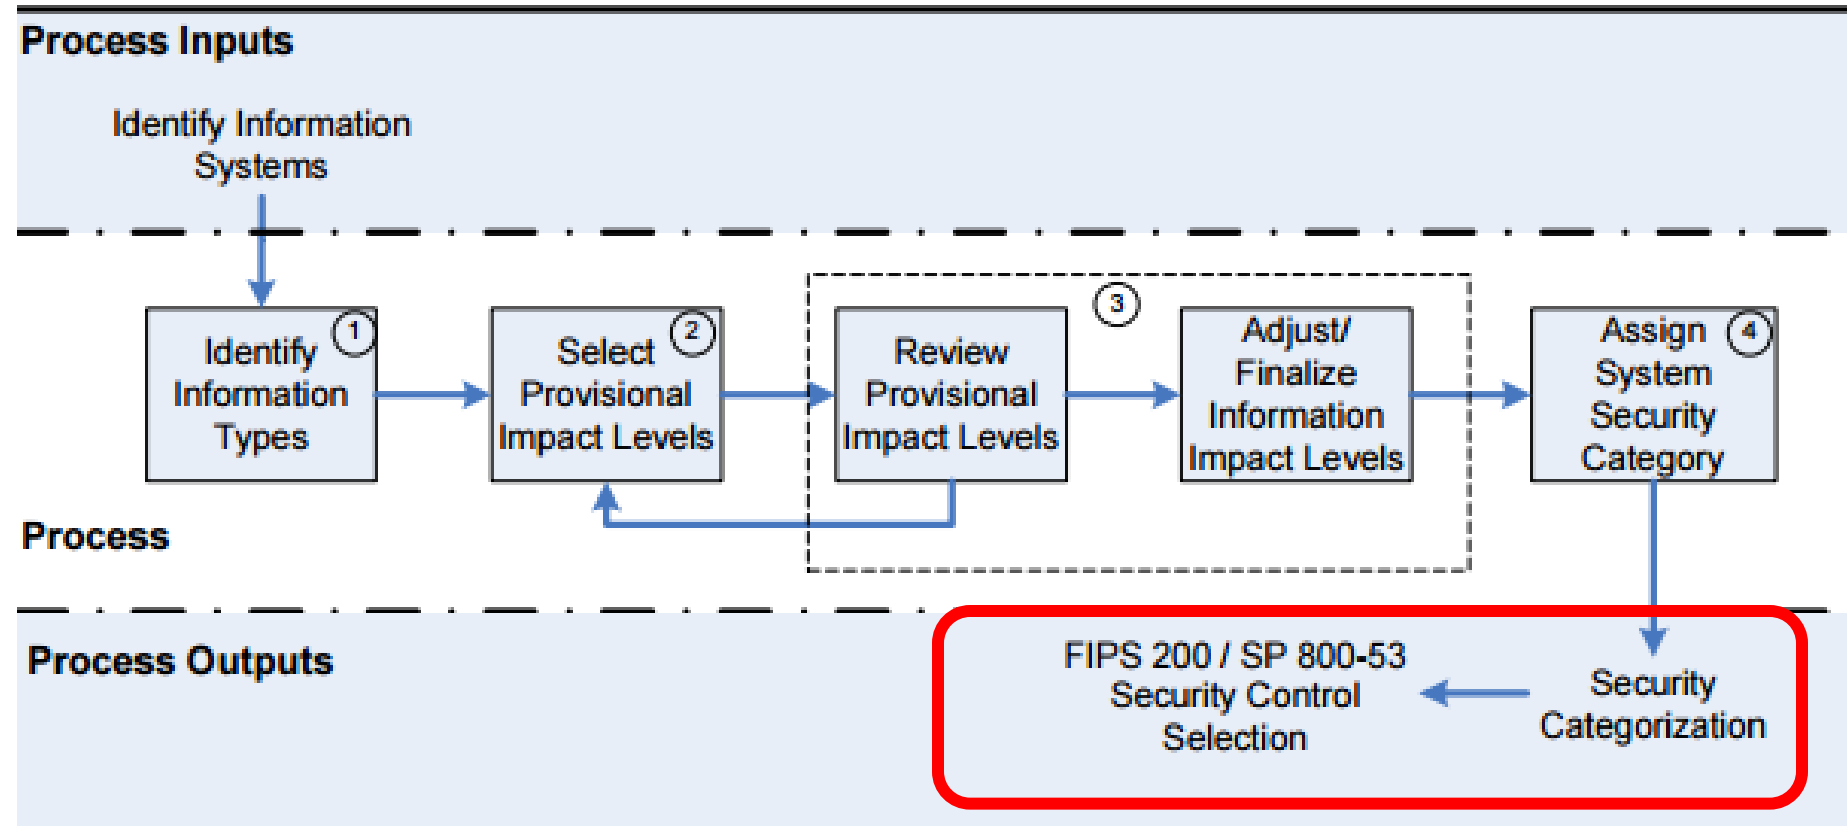 Process Inputs
Identify Information
Systems
1
Identify
Information
Types
2
Select
Provisional
Impact Levels
3
Review
Provisional
Impact Levels
Adjust/
Finalize
Information
Impact Levels
4
Assign
System
Security
Category
Process
Process Outputs
FIPS 200 / SP 800-53
Security Control
Selection
Security
Categorization